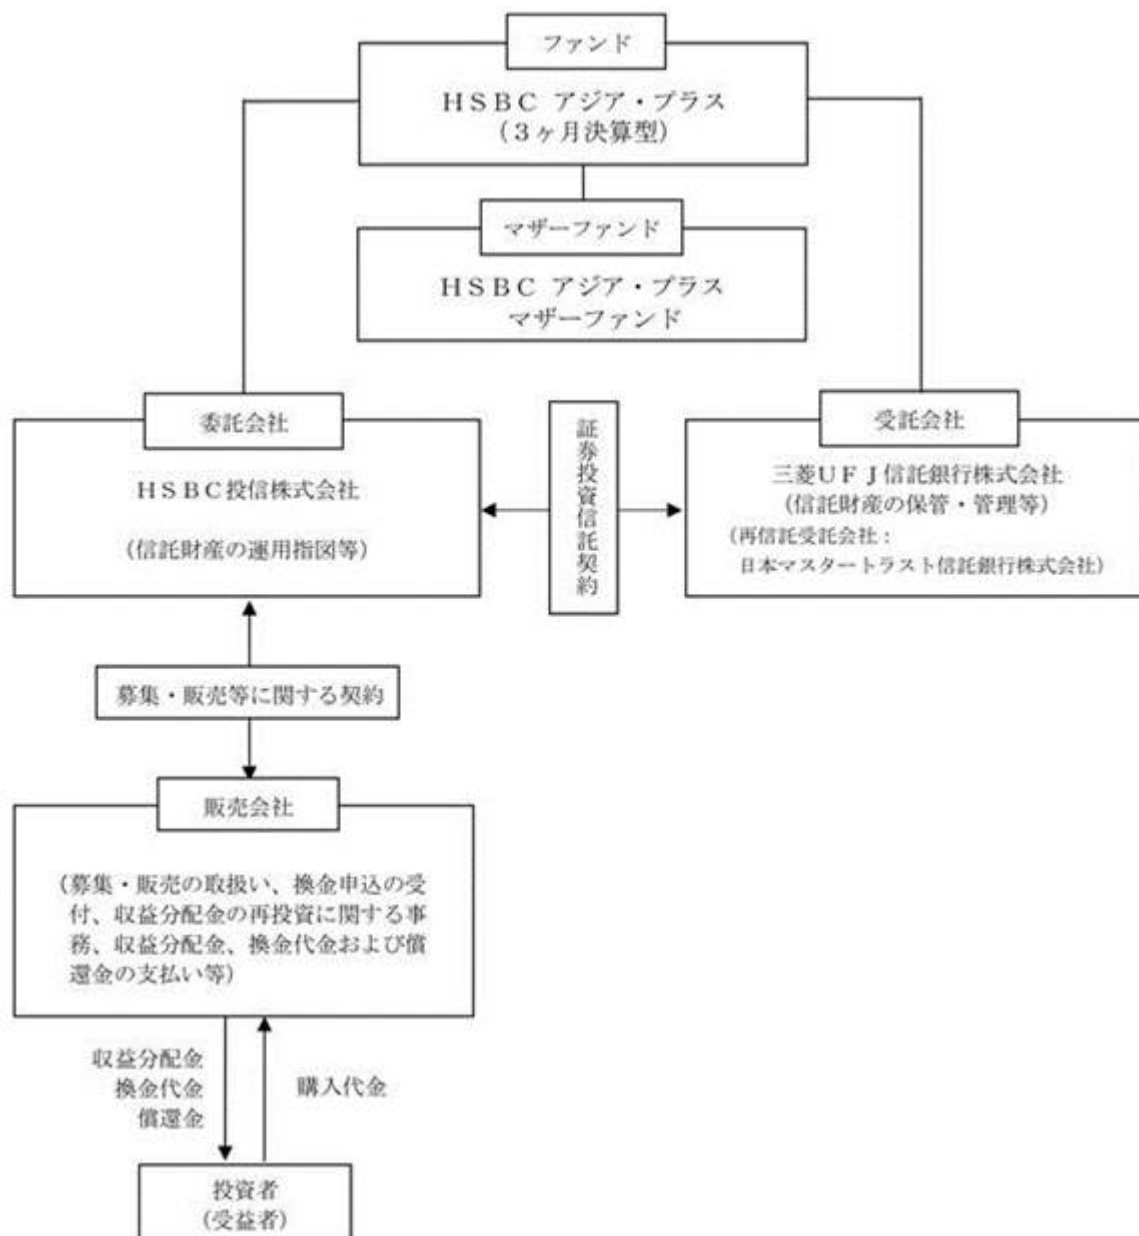 ファンド
HSBC アジア・プラス
(3ヶ月決算型)
マザーファンド
HSBC アジア・プラス
マザーファンド
委託会社
HSBC投信株式会社
(信託財産の運用指図等)
証券投資信託契約
受託会社
三菱UFJ信託銀行株式会社
(信託財産の保管・管理等)
(再信託受託会社:
日本マスタートラスト信託銀行株式会社)
募集・販売等に関する契約
販売会社
(募集・販売の取扱い、換金申込の受
付、収益分配金の再投資に関する事
務、収益分配金、換金代金および償
還金の支払い等)
収益分配金
換金代金
償還金
購入代金
投資者
(受益者)